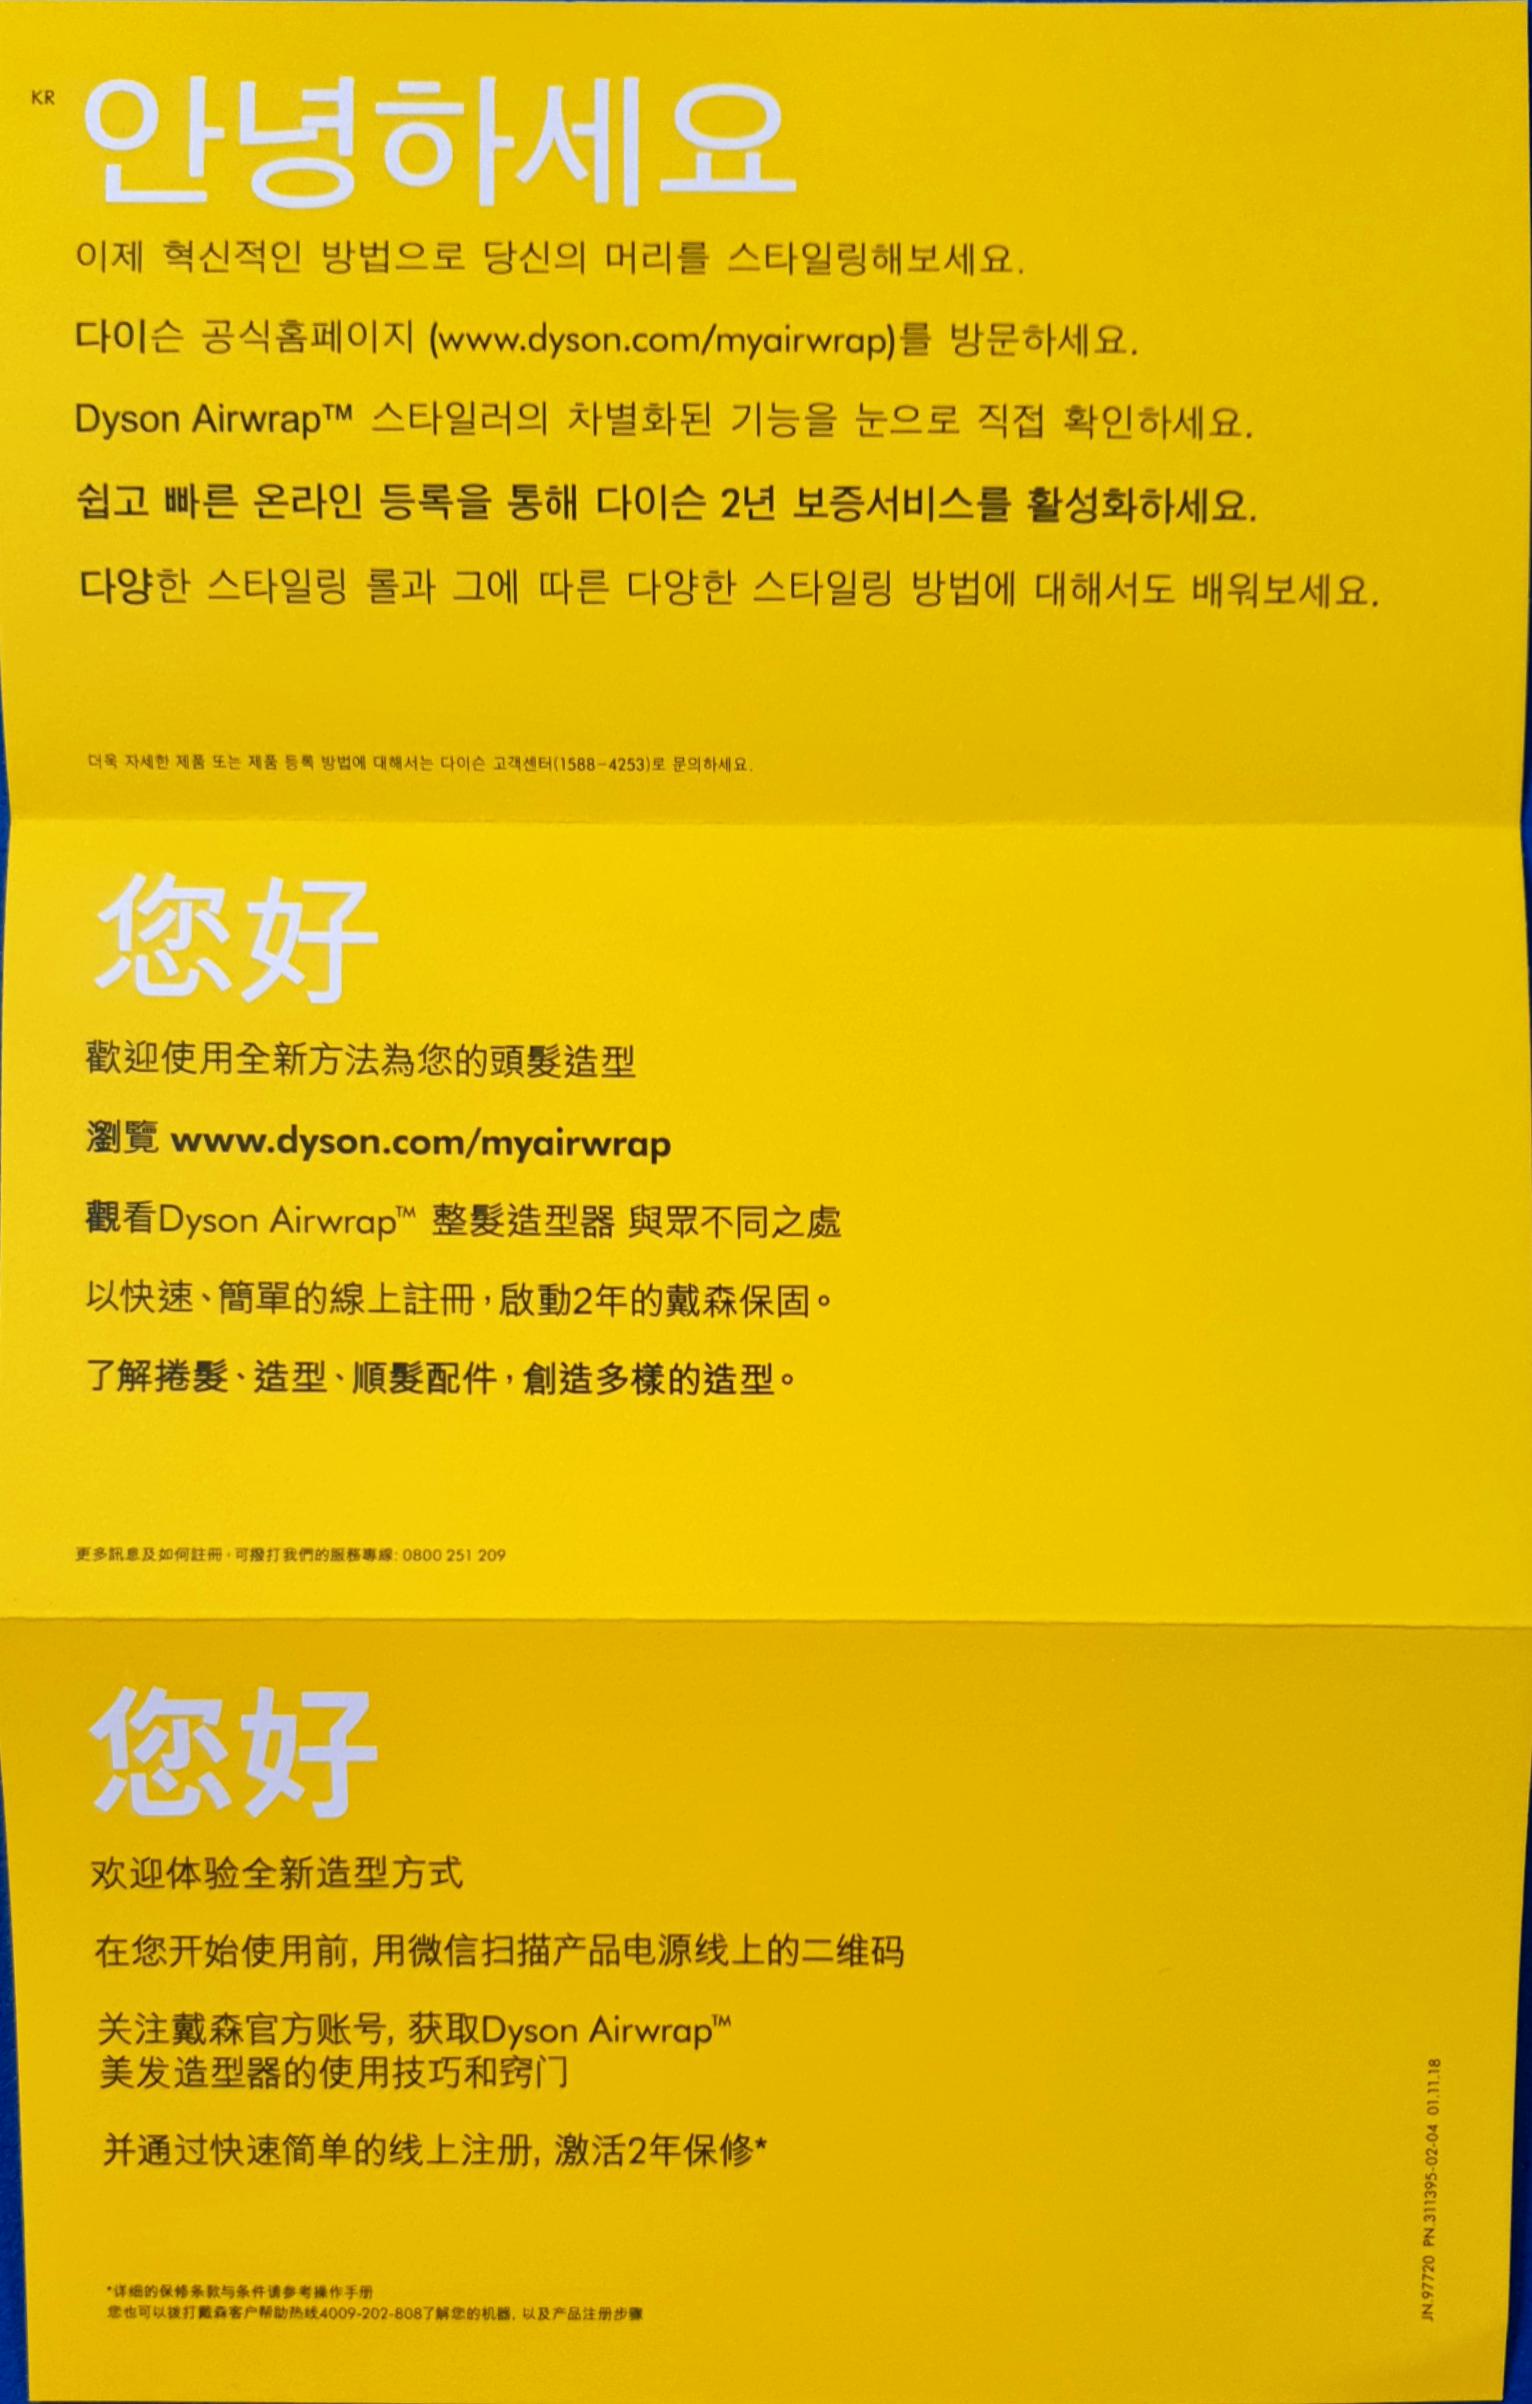 KR
안녕하세요
이제 혁신적인 방법으로 당신의 머리를 스타일링해보세요.
다이슨 공식홈페이지 (www.dyson.com/myairwrap)를 방문하세요.
Dyson Airwrap™ 스타일러의 차별화된 기능을 눈으로 직접 확인하세요.
쉽고 빠른 온라인 등록을 통해 다이슨 2년 보증서비스를 활성화하세요.
다양한 스타일링 롤과 그에 따른 다양한 스타일링 방법에 대해서도 배워보세요.
더욱 자세한 제품 또는 제품 등록 방법에 대해서는 다이슨 고객센터(1588-4253)로 문의하세요.
您好
歡迎使用全新方法為您的頭髮造型
瀏覽 www.dyson.com/myairwrap
觀看Dyson Airwrap™ 整髮造型器 與眾不同之處
以快速、簡單的線上註冊，啟動2年的戴森保固。
了解捲髮、造型、順髮配件，創造多樣的造型。
更多訊息及如何註冊，可撥打我們的服務專線: 0800 251 209
您好
欢迎体验全新造型方式
在您开始使用前, 用微信扫描产品电源线上的二维码
关注戴森官方账号, 获取Dyson Airwrap™
美发造型器的使用技巧和窍门
并通过快速简单的线上注册, 激活2年保修*
*详细的保修条款与条件请参考操作手册
您也可以拨打戴森客户帮助热线4009-202-808了解您的机器, 以及产品注册步骤
JN.97720 PN.311395-02-04 01.11.18